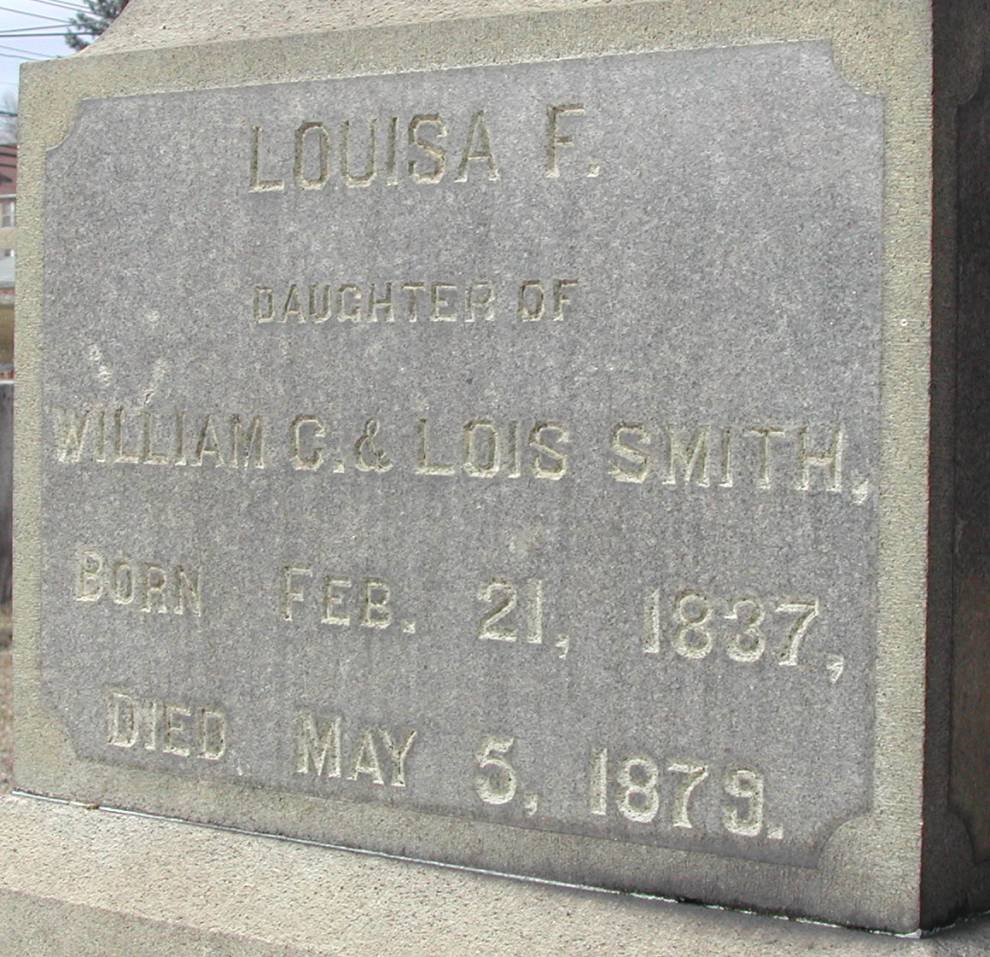 LOUISA F.
DAUGHTER OF
WILLIAM C. & LOIS SMITH,
BORN FEB. 21, 1837,
DIED MAY 5, 1879.